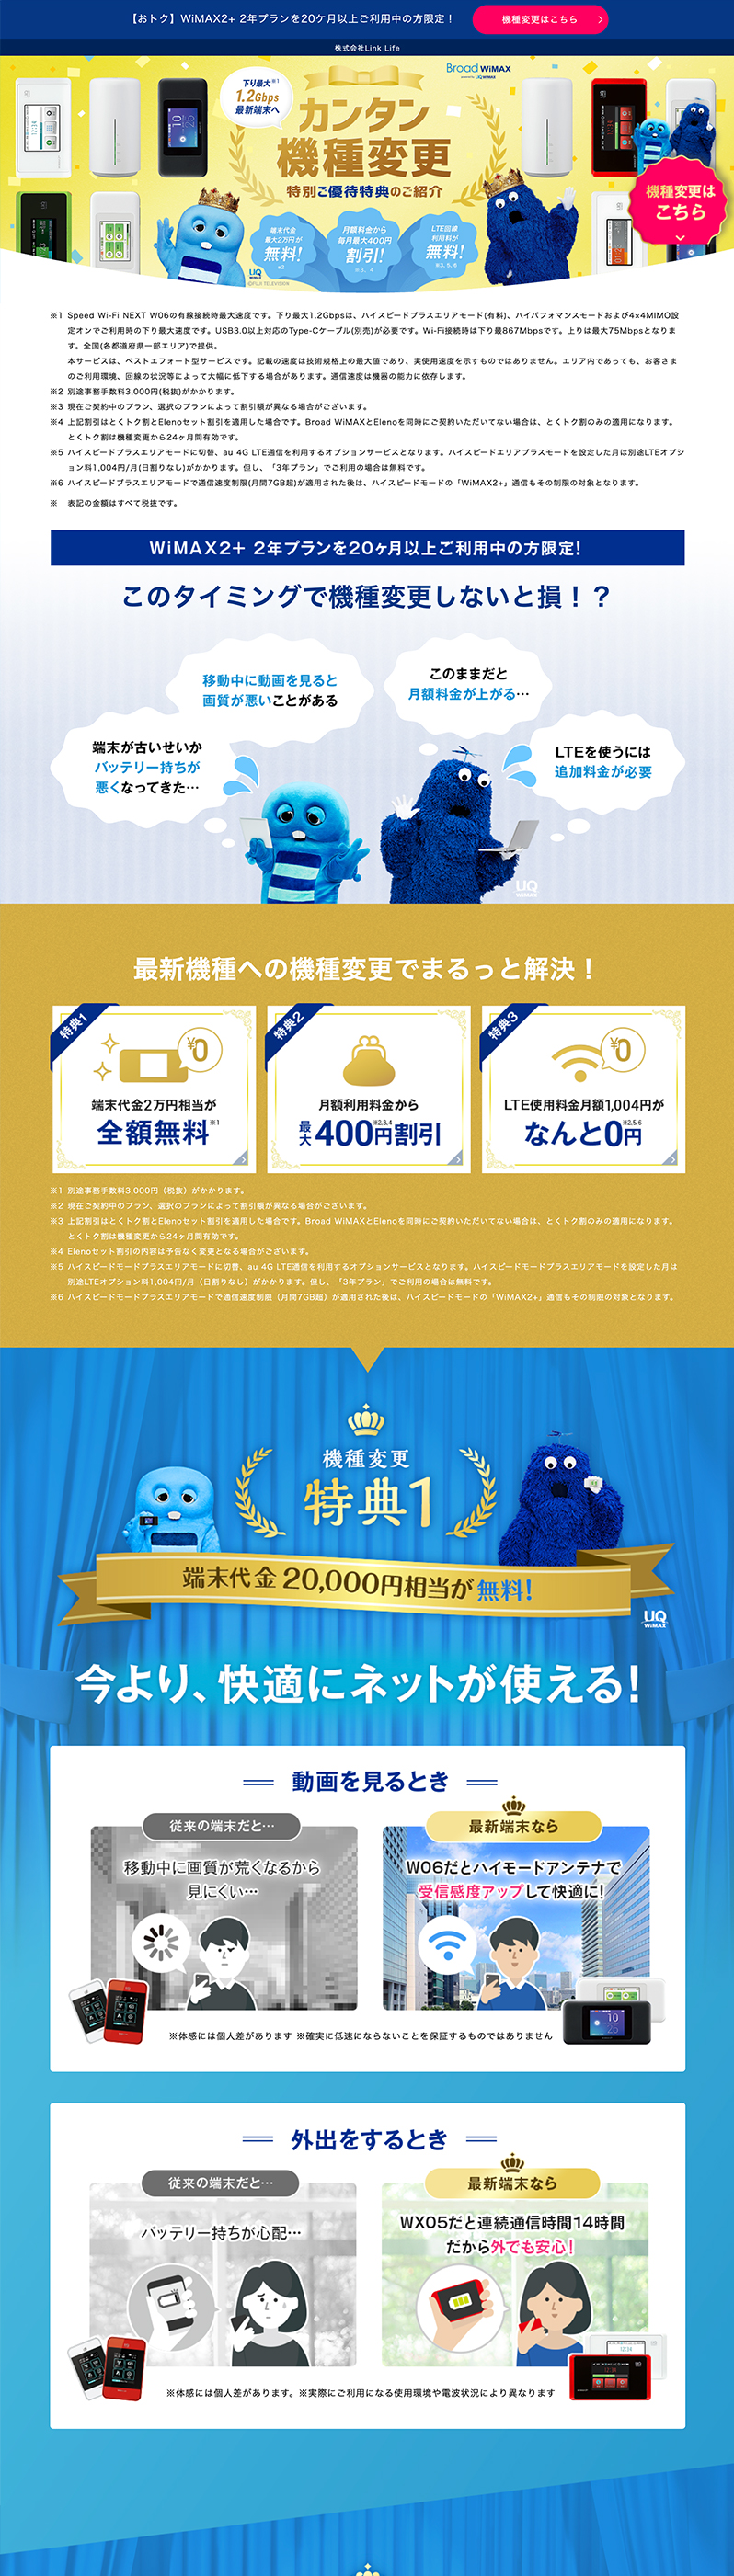 【おトク】WiMAX2+ 2年プランを20ケ月以上ご利用中の方限定！
機種変更はこちら
株式会社Link Life
Broad WiMAX
powered by UQ WiMAX
下り最大※1
1.2Gbps
最新端末へ
カンタン
機種変更
特別ご優待特典のご紹介
機種変更は
こちら
端末代金
最大2万円が
無料!
※2
月額料金から
毎月最大400円
割引!
※3、4
LTE回線
利用料が
無料!
※3、5、6
UQ
WiMAX
©FUJI TELEVISION
※1 Speed Wi-Fi NEXT W06の有線接続時最大速度です。下り最大1.2Gbpsは、ハイスピードプラスエリアモード(有料)、ハイパフォマンスモードおよび4×4MIMO設
定オンでご利用時の下り最大速度です。USB3.0以上対応のType-Cケーブル(別売)が必要です。Wi-Fi接続時は下り最867Mbpsです。上りは最大75Mbpsとなりま
す。全国(各都道府県一部エリア)で提供。
本サービスは、ベストエフォート型サービスです。記載の速度は技術規格上の最大値であり、実使用速度を示すものではありません。エリア内であっても、お客さま
のご利用環境、回線の状況等によって大幅に低下する場合があります。通信速度は機器の能力に依存します。
※2 別途事務手数料3,000円(税抜)がかかります。
※3 現在ご契約中のプラン、選択のプランによって割引額が異なる場合がございます。
※4 上記割引はとくトク割とElenoセット割引を適用した場合です。Broad WiMAXとElenoを同時にご契約いただいてない場合は、とくトク割のみの適用になります。
とくトク割は機種変更から24ヶ月間有効です。
※5 ハイスピードプラスエリアモードに切替、au 4G LTE通信を利用するオプションサービスとなります。ハイスピードエリアプラスモードを設定した月は別途LTEオプシ
ョン料1,004円/月(日割りなし)がかかります。但し、「3年プラン」でご利用の場合は無料です。
※6 ハイスピードプラスエリアモードで通信速度制限(月間7GB超)が適用された後は、ハイスピードモードの「WiMAX2+」通信もその制限の対象となります。
※ 表記の金額はすべて税抜です。
WiMAX2+ 2年プランを20ヶ月以上ご利用中の方限定!
このタイミングで機種変更しないと損！？
移動中に動画を見ると
画質が悪いことがある
このままだと
月額料金が上がる…
端末が古いせいか
バッテリー持ちが
悪くなってきた…
LTEを使うには
追加料金が必要
UQ
WiMAX
最新機種への機種変更でまるっと解決！
特典1
¥0
端末代金2万円相当が
全額無料※1
特典2
月額利用料金から
最大400円割引※2,3,4
特典3
¥0
LTE使用料金月額1,004円が
なんと0円※2,5,6
※1 別途事務手数料3,000円（税抜）がかかります。
※2 現在ご契約中のプラン、選択のプランによって割引額が異なる場合がございます。
※3 上記割引はとくトク割とElenoセット割引を適用した場合です。Broad WiMAXとElenoを同時にご契約いただいてない場合は、とくトク割のみの適用になります。
とくトク割は機種変更から24ヶ月間有効です。
※4 Elenoセット割引の内容は予告なく変更となる場合がございます。
※5 ハイスピードモードプラスエリアモードに切替、au 4G LTE通信を利用するオプションサービスとなります。ハイスピードモードプラスエリアモードを設定した月は
別途LTEオプション料1,004円/月（日割りなし）がかかります。但し、「3年プラン」でご利用の場合は無料です。
※6 ハイスピードモードプラスエリアモードで通信速度制限（月間7GB超）が適用された後は、ハイスピードモードの「WiMAX2+」通信もその制限の対象となります。
機種変更
特典1
端末代金20,000円相当が無料!
UQ
WiMAX
今より、快適にネットが使える!
動画を見るとき
従来の端末だと…
移動中に画質が荒くなるから
見にくい…
最新端末なら
W06だとハイモードアンテナで
受信感度アップして快適に!
※体感には個人差があります ※確実に低速にならないことを保証するものではありません
外出をするとき
従来の端末だと…
バッテリー持ちが心配…
最新端末なら
WX05だと連続通信時間14時間
だから外でも安心！
※体感には個人差があります。※実際にご利用になる使用環境や電波状況により異なります